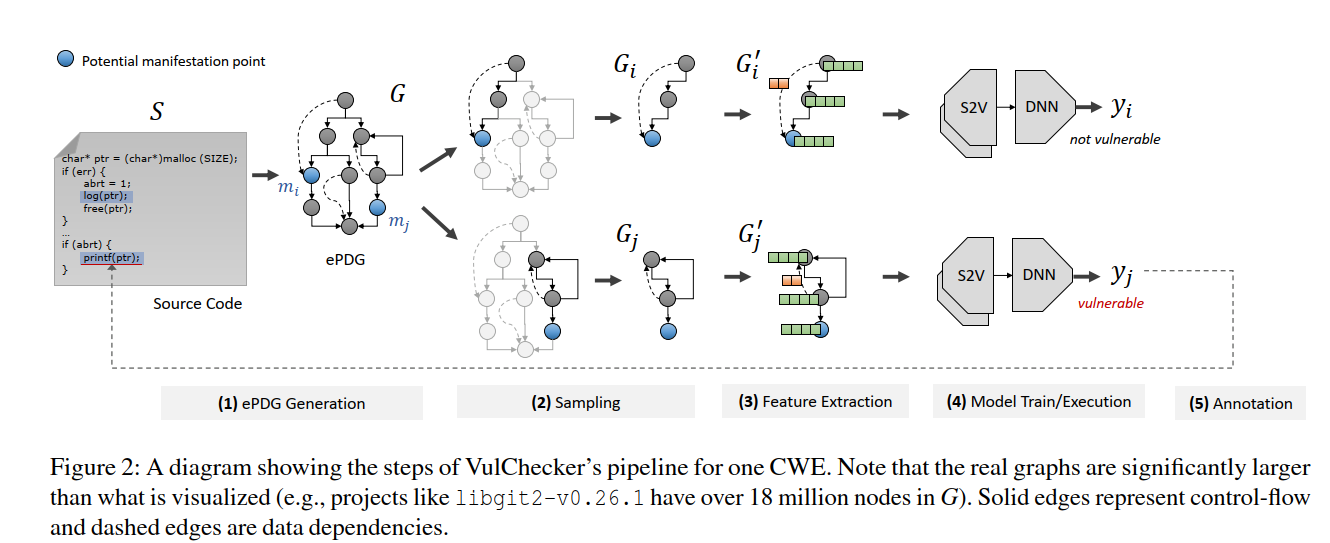 Potential manifestation point
S
char* ptr = (char*)malloc (SIZE);
if (err) {
abrt = 1;
log(ptr);
free(ptr);
}
...
if (abrt) {
printf(ptr);
}
Source Code
G
m_i
m_j
ePDG
G_i
G_j
G'_i
G'_j
S2V
DNN
y_i
not vulnerable
S2V
DNN
y_j
vulnerable
(1) ePDG Generation
(2) Sampling
(3) Feature Extraction
(4) Model Train/Execution
(5) Annotation
Figure 2: A diagram showing the steps of VulChecker's pipeline for one CWE. Note that the real graphs are significantly larger
than what is visualized (e.g., projects like libgit2-v0.26.1 have over 18 million nodes in G). Solid edges represent control-flow
and dashed edges are data dependencies.